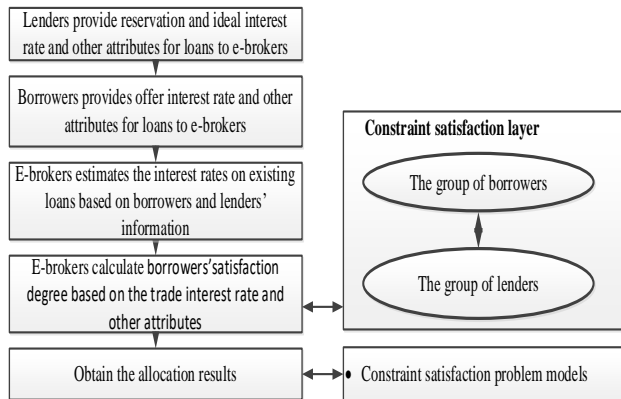 Lenders provide reservation and ideal interest
rate and other attributes for loans to e-brokers
Borrowers provides offer interest rate and other
attributes for loans to e-brokers
E-brokers estimates the interest rates on existing
loans based on borrowers and lenders'
information
E-brokers calculate borrowers'satisfaction
degree based on the trade interest rate and
other attributes
Obtain the allocation results
Constraint satisfaction layer
The group of borrowers
The group of lenders
• Constraint satisfaction problem models